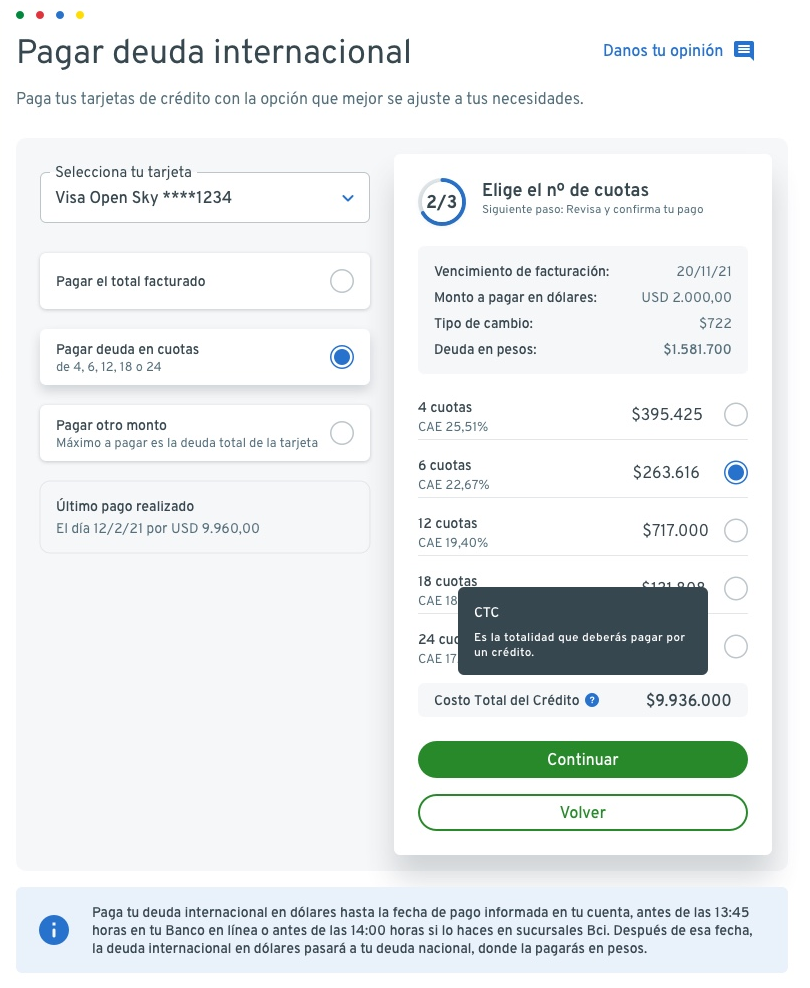 Pagar deuda internacional
Danos tu opinión
Paga tus tarjetas de crédito con la opción que mejor se ajuste a tus necesidades.
Selecciona tu tarjeta
Visa Open Sky ****1234
Pagar el total facturado
Pagar deuda en cuotas
de 4, 6, 12, 18 o 24
Pagar otro monto
Máximo a pagar es la deuda total de la tarjeta
Último pago realizado
El día 12/2/21 por USD 9.960,00
2/3
Elige el nº de cuotas
Siguiente paso: Revisa y confirma tu pago
Vencimiento de facturación: 20/11/21
Monto a pagar en dólares: USD 2.000,00
Tipo de cambio: $722
Deuda en pesos: $1.581.700
4 cuotas $395.425
CAE 25,51%
6 cuotas $263.616
CAE 22,67%
12 cuotas $717.000
CAE 19,40%
18 cuotas
CAE 18
24
CAE 17
CTC
Es la totalidad que deberás pagar por
un crédito.
Costo Total del Crédito ? $9.936.000
Continuar
Volver
Paga tu deuda internacional en dólares hasta la fecha de pago informada en tu cuenta, antes de las 13:45
horas en tu Banco en línea o antes de las 14:00 horas si lo haces en sucursales Bci. Después de esa fecha,
la deuda internacional en dólares pasará a tu deuda nacional, donde la pagarás en pesos.